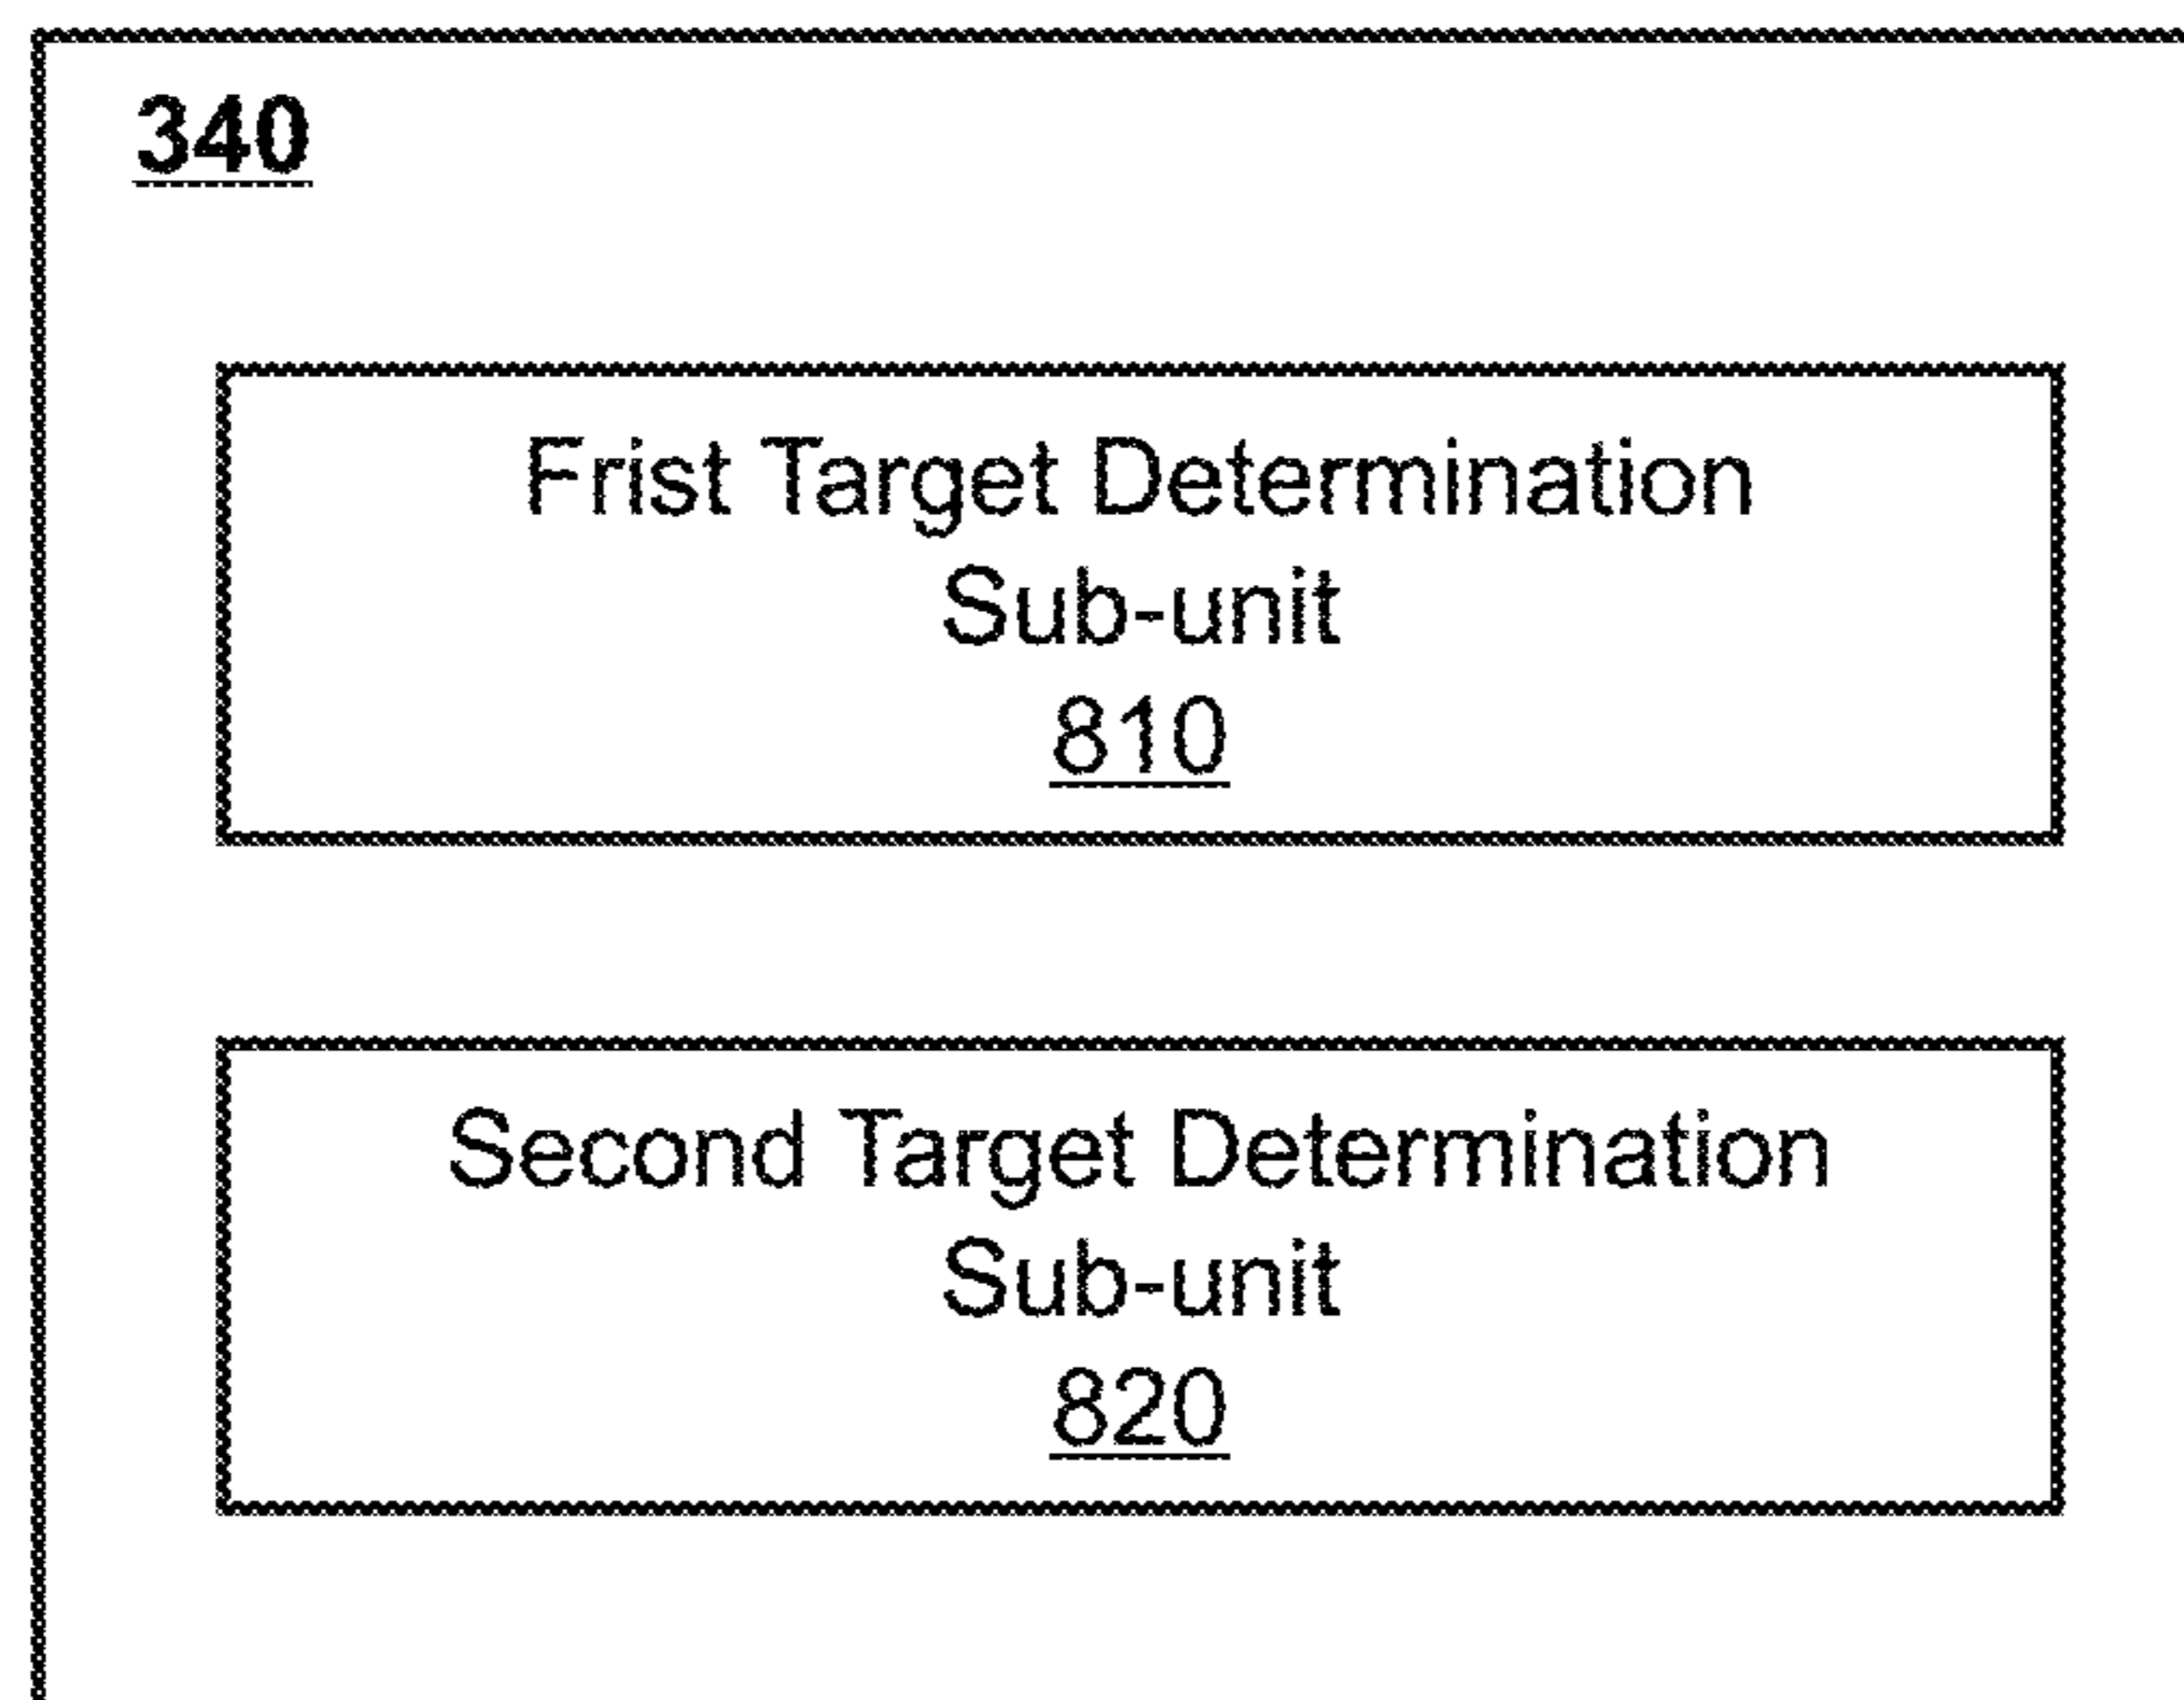 340
Frist Target Determination
Sub-unit
810
Second Target Determination
Sub-unit
820